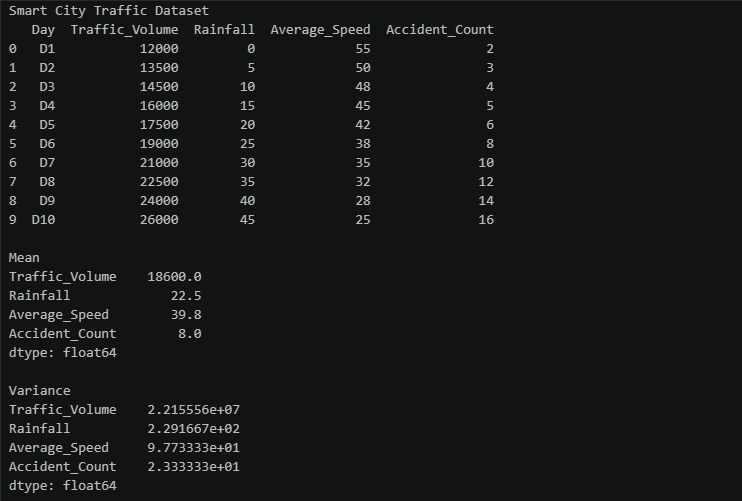 Smart City Traffic Dataset
   Day  Traffic_Volume  Rainfall  Average_Speed  Accident_Count
0   D1           12000         0             55               2
1   D2           13500         5             50               3
2   D3           14500        10             48               4
3   D4           16000        15             45               5
4   D5           17500        20             42               6
5   D6           19000        25             38               8
6   D7           21000        30             35              10
7   D8           22500        35             32              12
8   D9           24000        40             28              14
9  D10           26000        45             25              16

Mean
Traffic_Volume    18600.0
Rainfall             22.5
Average_Speed        39.8
Accident_Count        8.0
dtype: float64

Variance
Traffic_Volume    2.215556e+07
Rainfall          2.291667e+02
Average_Speed     9.773333e+01
Accident_Count    2.333333e+01
dtype: float64